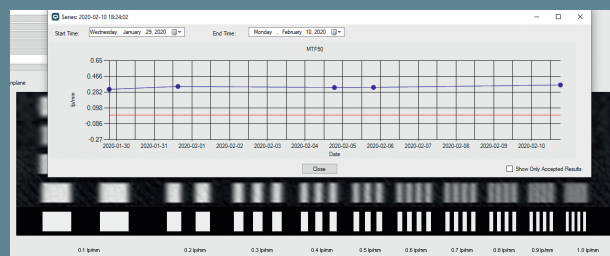 Series: 2020-02-10 18:24:02
Start Time: Wednesday, January 29, 2020 End Time: Monday , February 10, 2020
MTF50
0.65
0.466
0.282
0.098
-0.086
-0.27
lp/mm
2020-01-30 2020-01-31 2020-02-01 2020-02-02 2020-02-03 2020-02-04 2020-02-05 2020-02-06 2020-02-07 2020-02-08 2020-02-09 2020-02-10
Date
Close
Show Only Accepted Results
nplane
0.1 lp/mm 0.2 lp/mm 0.3 lp/mm 0.4 lp/mm 0.5 lp/mm 0.6 lp/mm 0.7 lp/mm 0.8 lp/mm 0.9 lp/mm 1.0 lp/mm